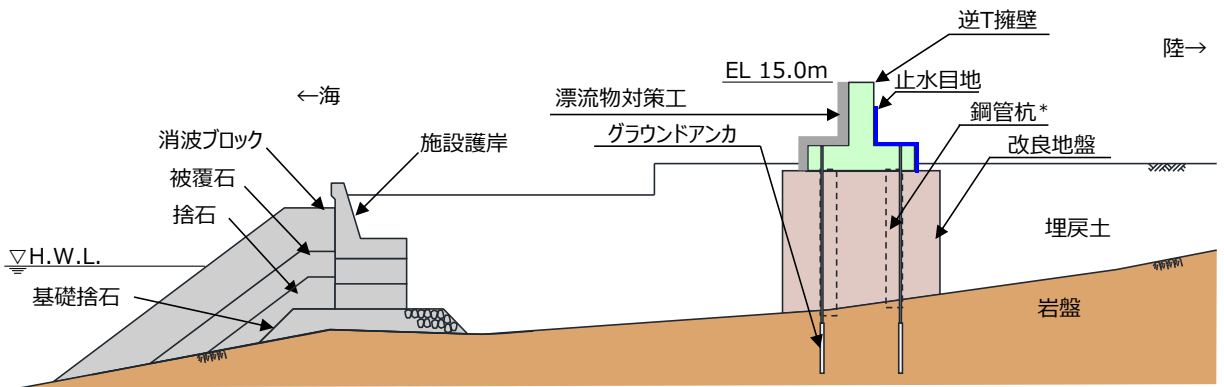 逆T擁壁
陸→
EL 15.0m
止水目地
←海
漂流物対策工
鋼管杭*
グラウンドアンカ
改良地盤
消波ブロック
施設護岸
被覆石
捨石
埋戻土
▽H.W.L.
基礎捨石
岩盤